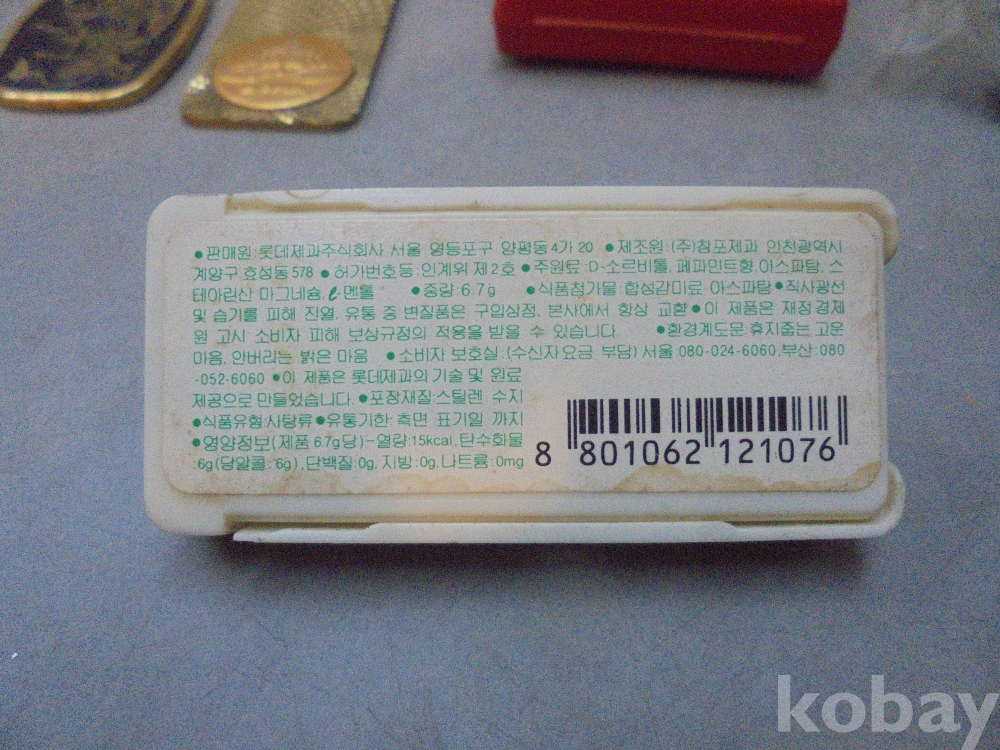 ●판매원:롯데제과주식회사 서울 영등포구 양평동4가 20 ●제조원:(주)참포제과 인천광역시
계양구 효성동 578 ●허가번호등:인계위 제2호 ●주원료:D-소르비톨, 페파민트향,아스파탐, 스
테아린산 마그네슘, ℓ-멘톨 ●중량:6.7g ●식품첨가물:합성감미료:아스파탐 ●직사광선
및 습기를 피해 진열, 유통 중 변질품은 구입상점, 본사에서 항상 교환 ●이 제품은 재정경제
원 고시 소비자 피해 보상규정의 적용을 받을 수 있습니다. ●환경계도문:휴지줍는 고운
마음, 안버리는 밝은 마음 ●소비자 보호실 (수신자 요금 부담) 서울:080-024-6060,부산:080
-052-6060 ●이 제품은 롯데제과의 기술 및 원료
제공으로 만들었습니다. ●포장재질:스틸렌 수지
●식품유형:사탕류 ●유통기한: 측면 표기일 까지
●영양정보(제품 6.7g당)-열량:15kcal,탄수화물
:6g(당알콜:6g),단백질:0g, 지방:0g,나트륨:0mg
8 801062 121076
kobay